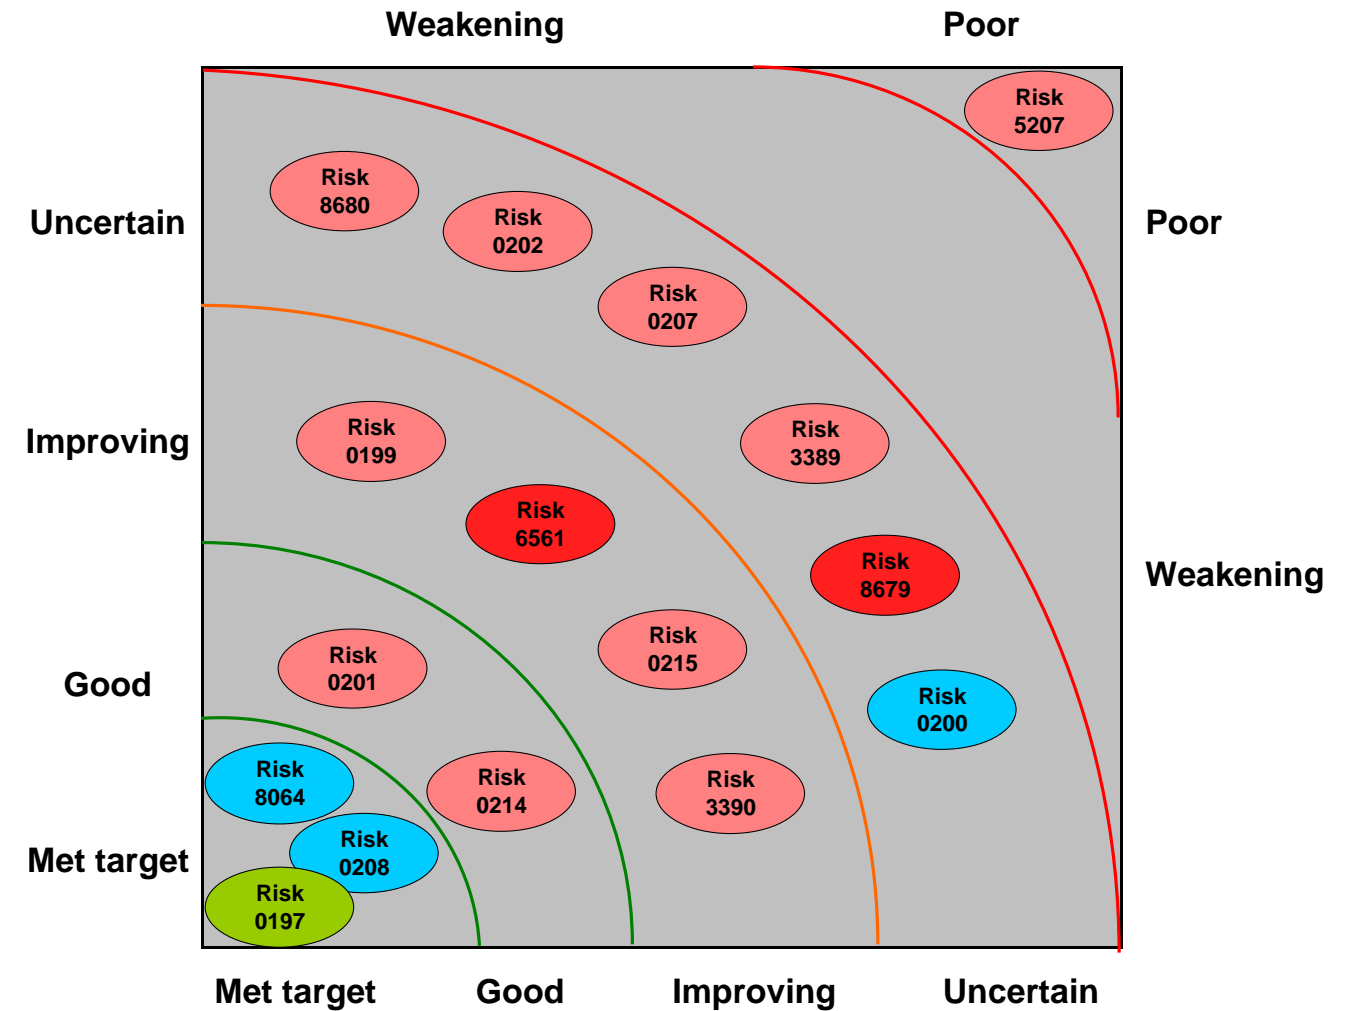 Weakening
Poor
Risk
5207
Risk
8680
Risk
0202
Uncertain
Poor
Risk
0207
Risk
0199
Improving
Risk
3389
Risk
6561
Risk
8679
Weakening
Risk
0215
Risk
0201
Good
Risk
0200
Risk
8064
Risk
0214
Risk
3390
Met target
Risk
0208
Risk
0197
Met target
Good
Improving
Uncertain